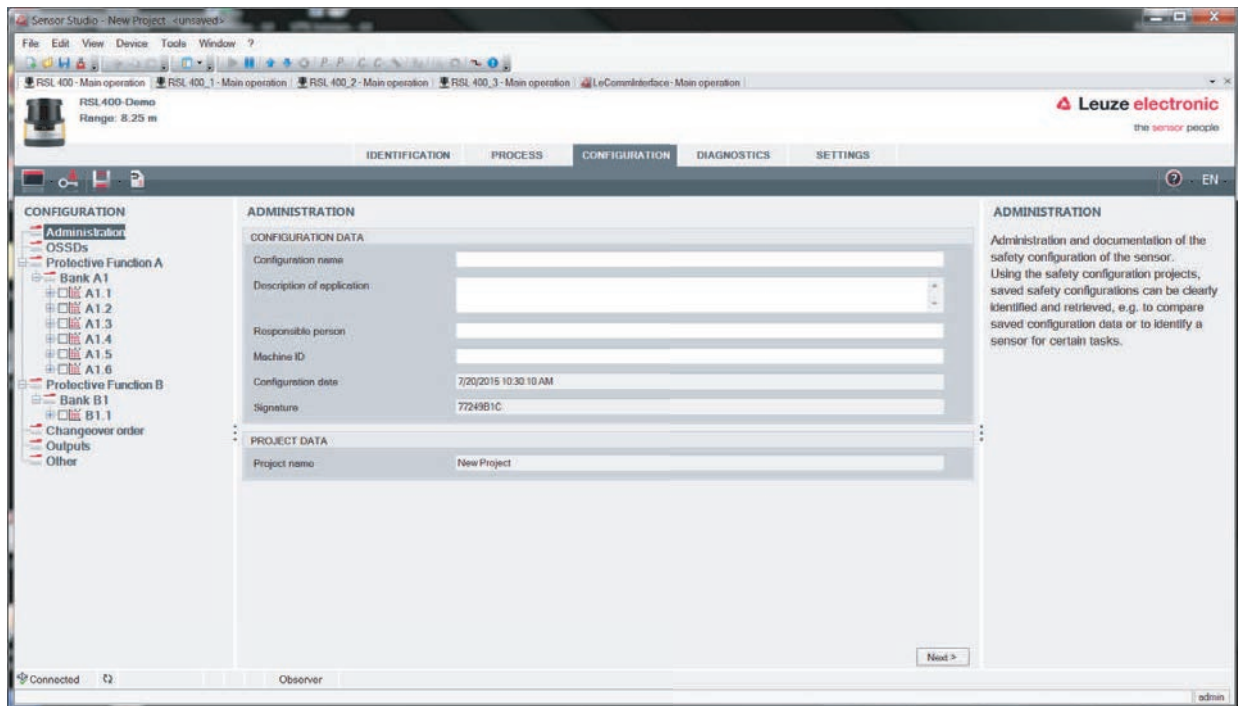 Sensor Studio - New Project <unsaved>
File Edit View Device Tools Window ?
RSL 400 - Main operation RSL 400_1 - Main operation RSL 400_2 - Main operation RSL 400_3 - Main operation LeCommInterface - Main operation
RSL400-Demo
Range: 8.25 m
Leuze electronic
the sensor people
IDENTIFICATION PROCESS CONFIGURATION DIAGNOSTICS SETTINGS
EN
CONFIGURATION
Administration
OSSDs
Protective Function A
Bank A1
A1.1
A1.2
A1.3
A1.4
A1.5
A1.6
Protective Function B
Bank B1
B1.1
Changeover order
Outputs
Other
ADMINISTRATION
CONFIGURATION DATA
Configuration name
Description of application
Responsible person
Machine ID
Configuration date 7/20/2015 10:30:10 AM
Signature 77249B1C
PROJECT DATA
Project name New Project
Next >
ADMINISTRATION
Administration and documentation of the
safety configuration of the sensor.
Using the safety configuration projects,
saved safety configurations can be clearly
identified and retrieved, e.g. to compare
saved configuration data or to identify a
sensor for certain tasks.
Connected Observer
admin